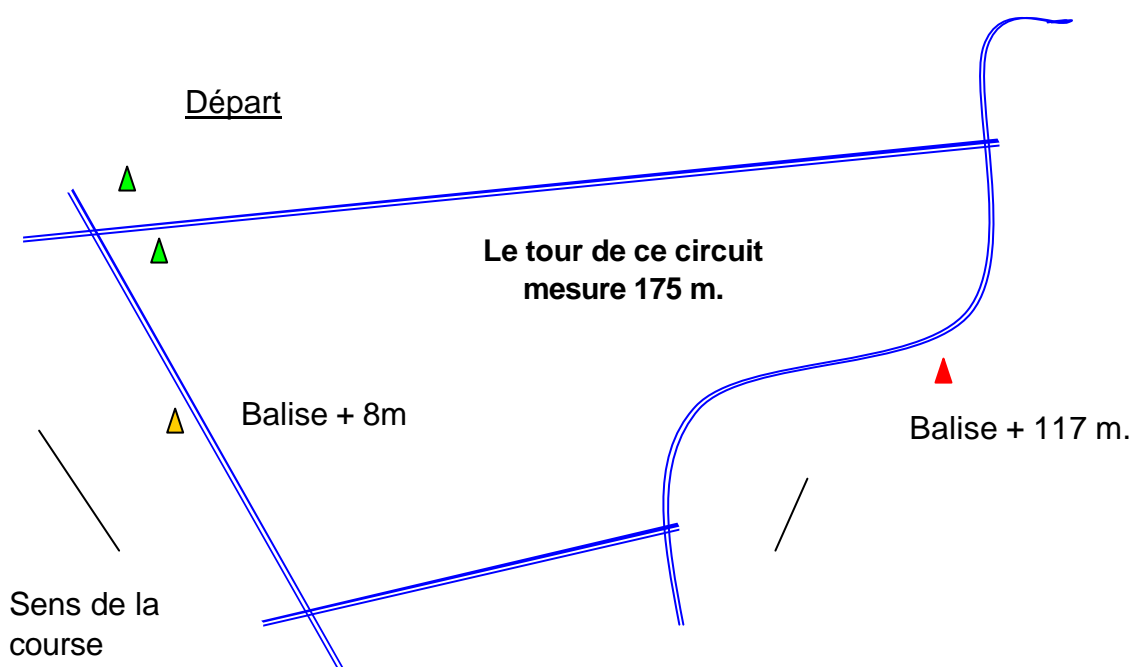 Départ
Le tour de ce circuit
mesure 175 m.
Balise + 8m
Balise + 117 m.
Sens de la
course